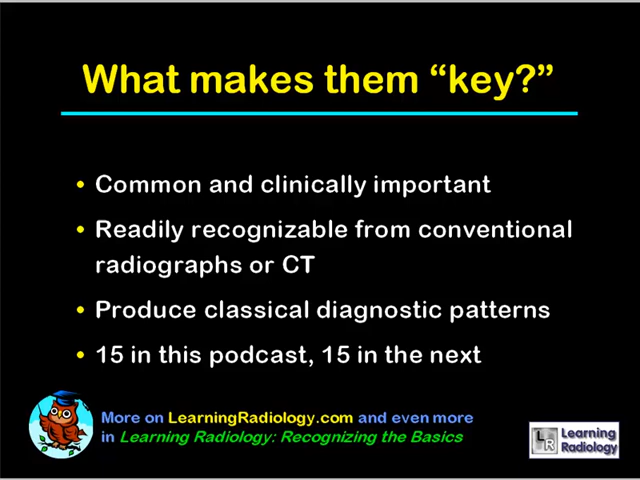 What makes them “key?”
• Common and clinically important
• Readily recognizable from conventional
radiographs or CT
• Produce classical diagnostic patterns
• 15 in this podcast, 15 in the next
More on LearningRadiology.com and even more
in Learning Radiology: Recognizing the Basics
LR
Learning
Radiology